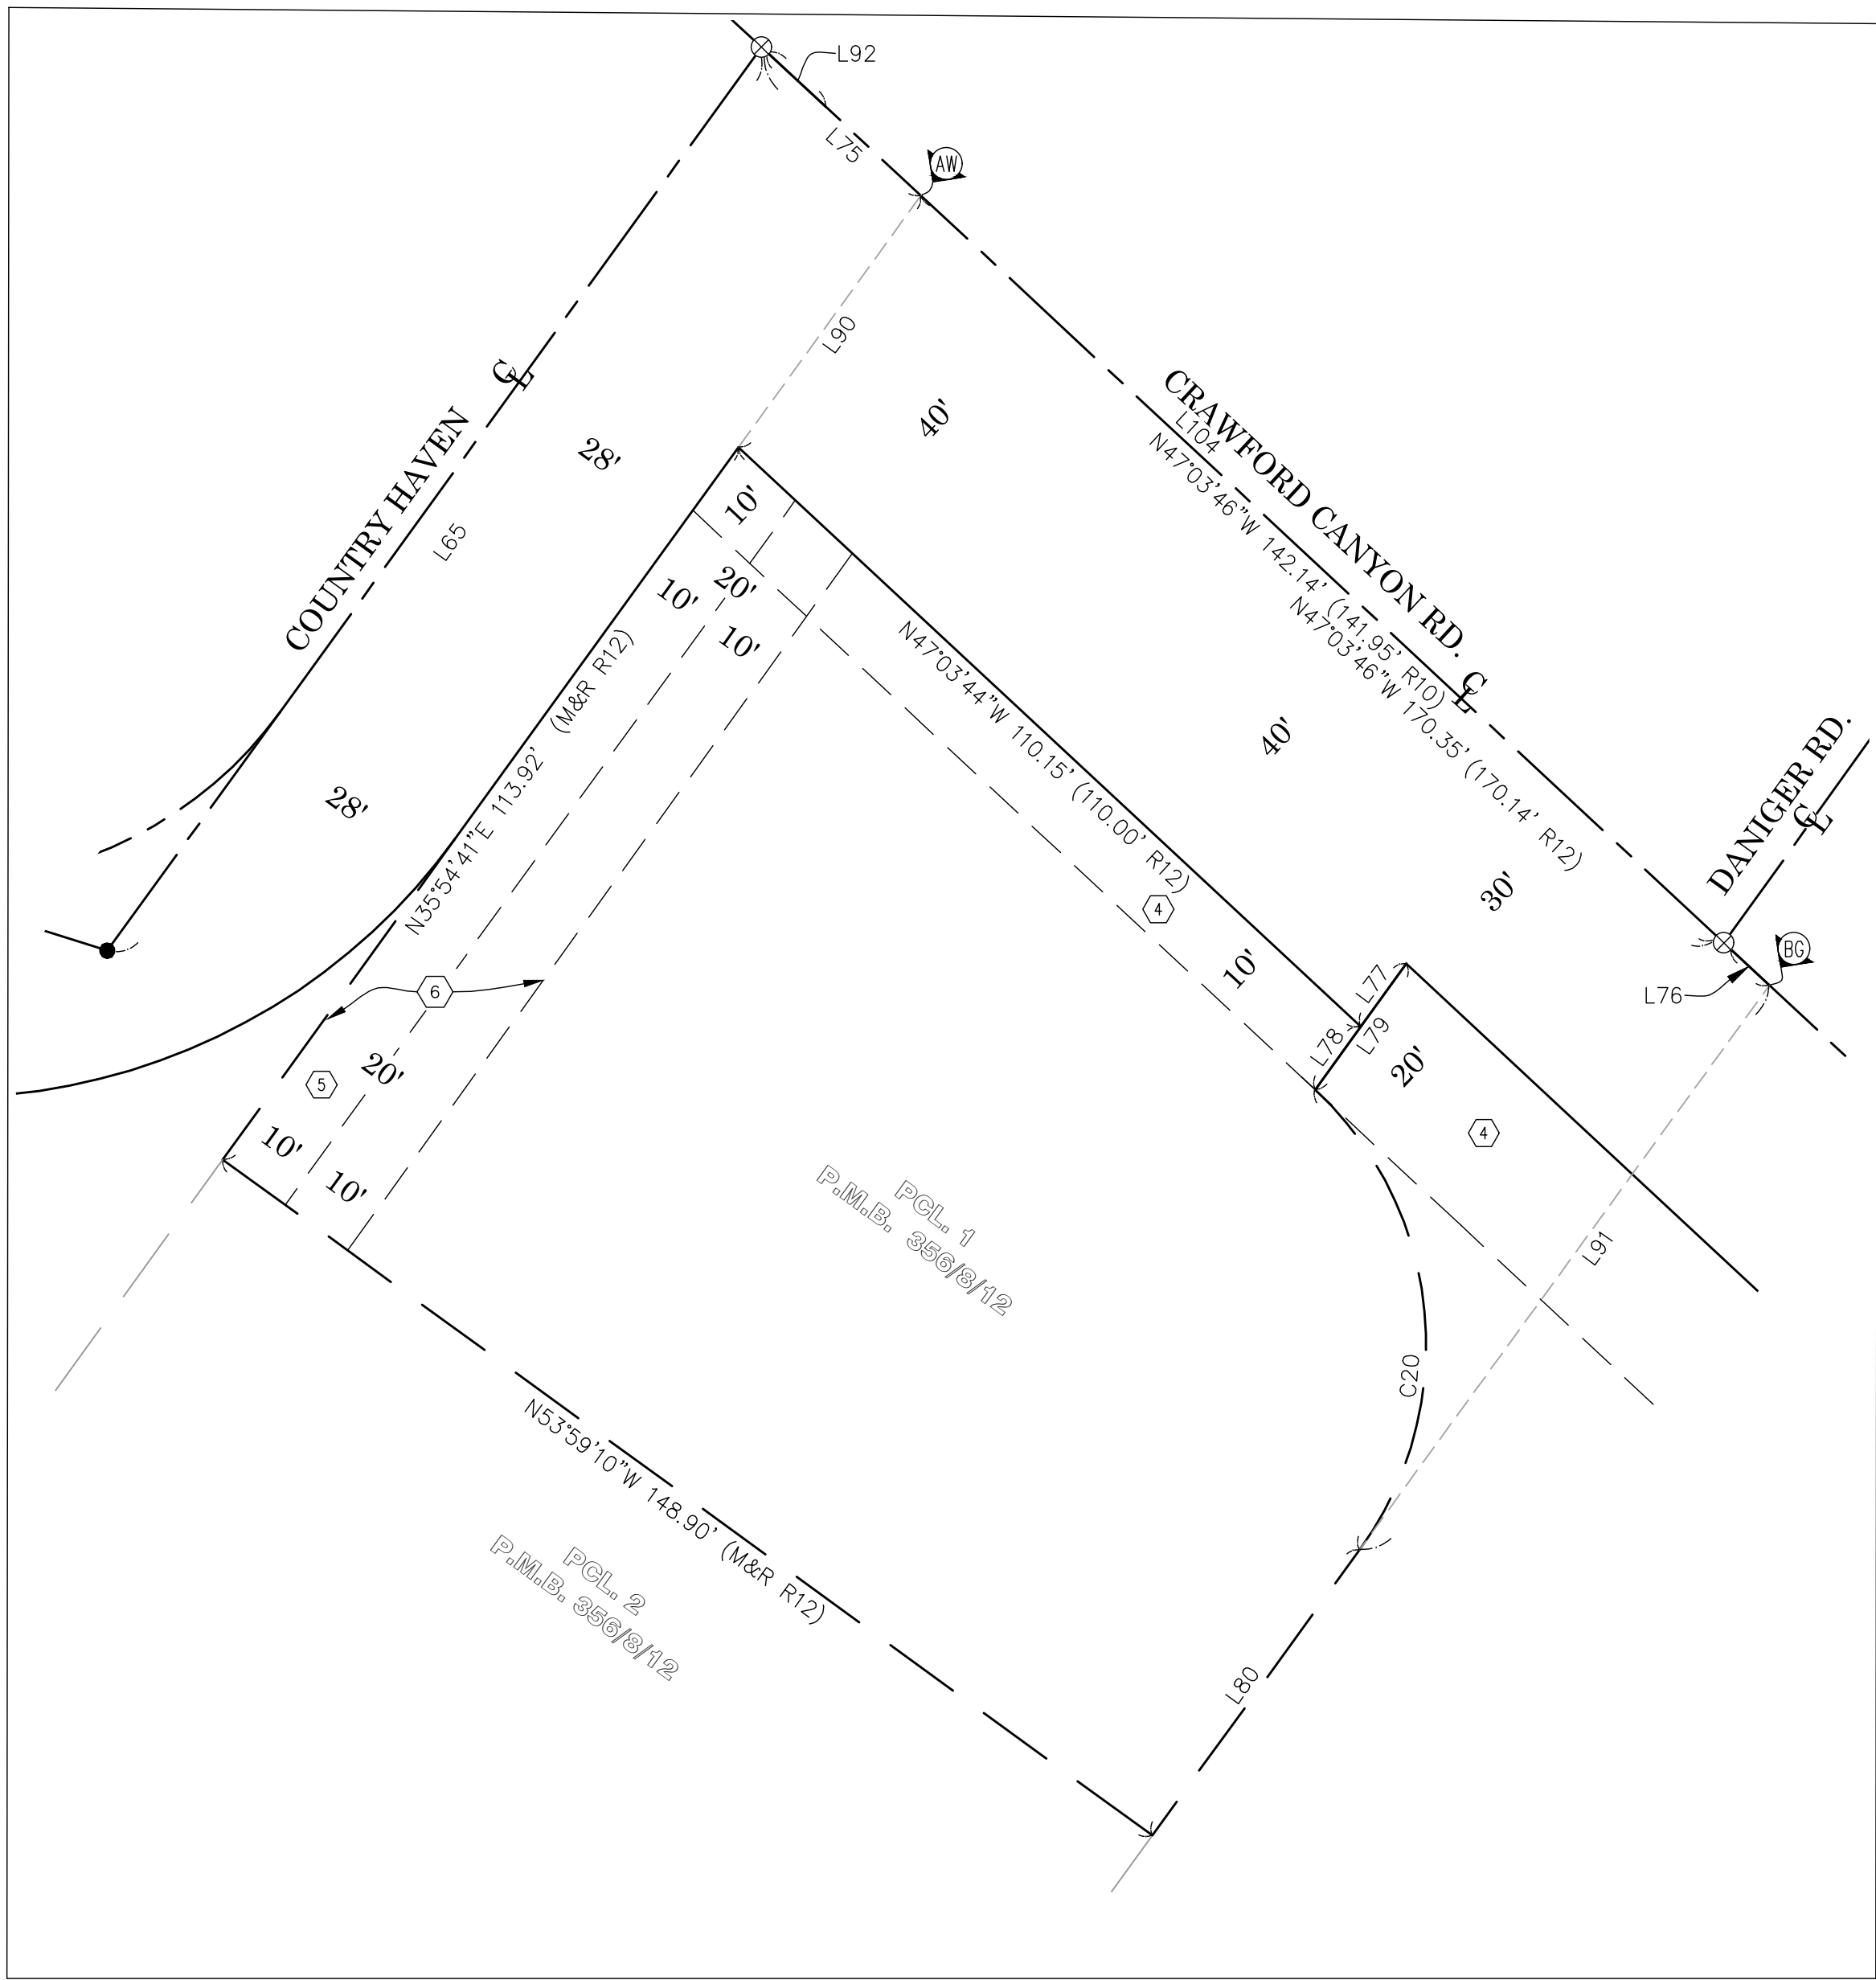 L92
L75
AW
L90
40'
COUNTRY HAVEN
℄
28'
L65
CRAWFORD CANYON RD. ℄
L104
N47°03'46"W 142.14' (141.95' R10)
N47°03'46"W 170.35' (170.14' R12)
10'
20'
10'
10'
N47°03'44"W 110.15' (110.00' R12)
40'
DANIGER RD.
℄
28'
N35°54'41"E 113.92' (M&R R12)
4
30'
BG
L76
10'
L77
L78
L79
20'
6
20'
5
4
10'
10'
PCL. 1
P.M.B. 356/8/12
L91
C20
N53°59'10"W 148.90' (M&R R12)
PCL. 2
P.M.B. 356/8/12
L80